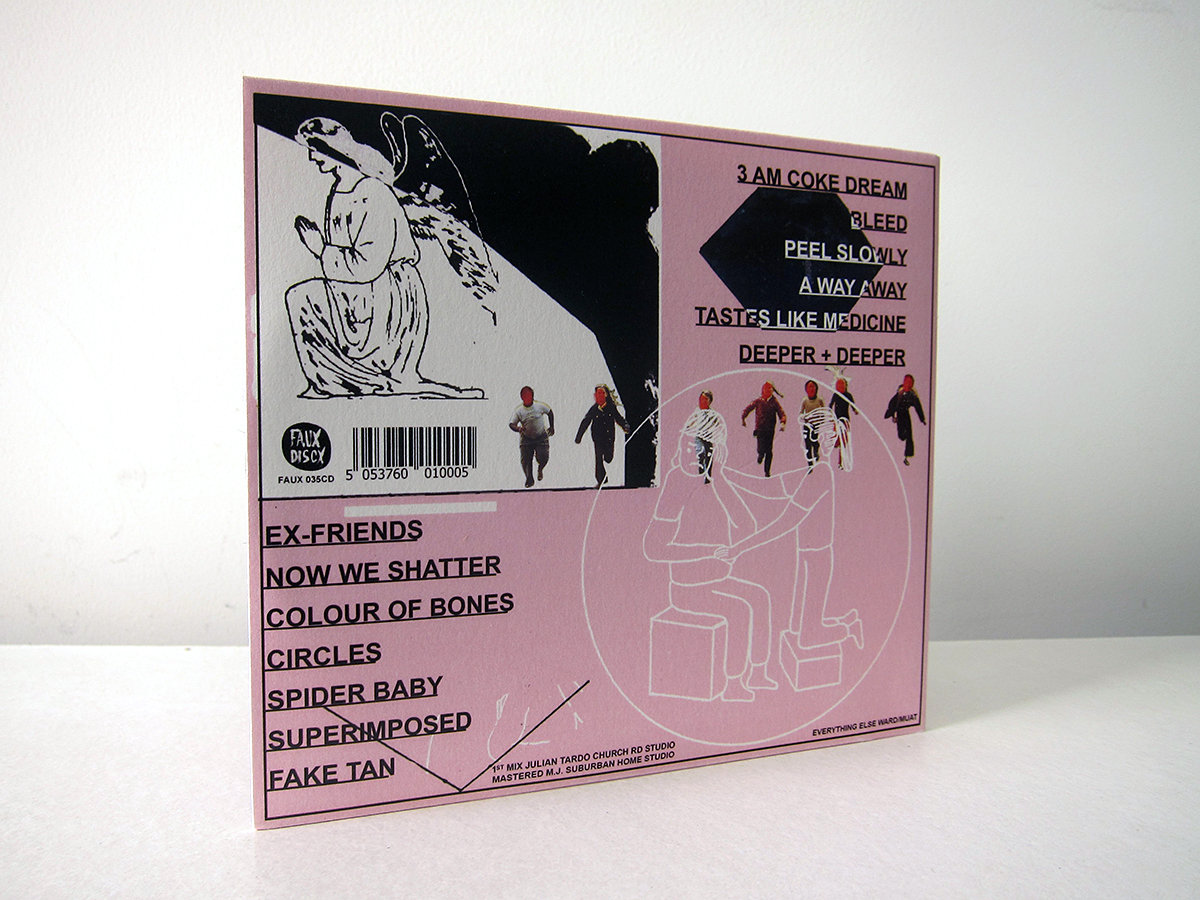 3 AM COKE DREAM
BLEED
PEEL SLOWLY
A WAY AWAY
TASTES LIKE MEDICINE
DEEPER + DEEPER
FAUX
DISCX
FAUX 035CD
5 053760 010005
EX-FRIENDS
NOW WE SHATTER
COLOUR OF BONES
CIRCLES
SPIDER BABY
SUPERIMPOSED
FAKE TAN
1ST MIX JULIAN TARDO CHURCH RD STUDIO
MASTERED M.J. SUBURBAN HOME STUDIO
EVERYTHING ELSE WARD/MUAT